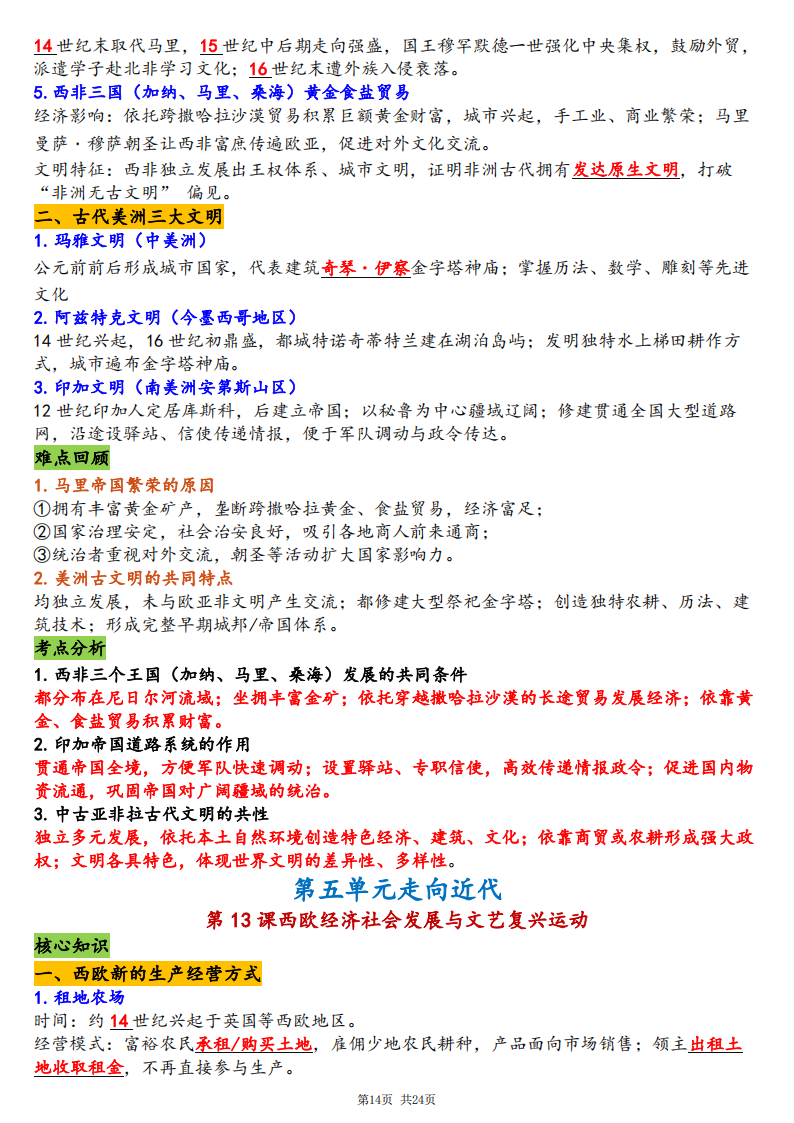 14 世纪末取代马里，15 世纪中后期走向强盛，国王穆罕默德一世强化中央集权，鼓励外贸，
派遣学子赴北非学习文化；16 世纪末遭外族入侵衰落。
5.西非三国（加纳、马里、桑海）黄金食盐贸易
经济影响：依托跨撒哈拉沙漠贸易积累巨额黄金财富，城市兴起，手工业、商业繁荣；马里
曼萨·穆萨朝圣让西非富庶传遍欧亚，促进对外文化交流。
文明特征：西非独立发展出王权体系、城市文明，证明非洲古代拥有发达原生文明，打破
“非洲无古文明” 偏见。
二、古代美洲三大文明
1.玛雅文明（中美洲）
公元前前后形成城市国家，代表建筑奇琴·伊察金字塔神庙；掌握历法、数学、雕刻等先进
文化
2.阿兹特克文明（今墨西哥地区）
14 世纪兴起，16 世纪初鼎盛，都城特诺奇蒂特兰建在湖泊岛屿；发明独特水上梯田耕作方
式，城市遍布金字塔神庙。
3.印加文明（南美洲安第斯山区）
12 世纪印加人定居库斯科，后建立帝国；以秘鲁为中心疆域辽阔；修建贯通全国大型道路
网，沿途设驿站、信使传递情报，便于军队调动与政令传达。
难点回顾
1.马里帝国繁荣的原因
①拥有丰富黄金矿产，垄断跨撒哈拉黄金、食盐贸易，经济富足；
②国家治理安定，社会治安良好，吸引各地商人前来通商；
③统治者重视对外交流，朝圣等活动扩大国家影响力。
2.美洲古文明的共同特点
均独立发展，未与欧亚非文明产生交流；都修建大型祭祀金字塔；创造独特农耕、历法、建
筑技术；形成完整早期城邦/帝国体系。
考点分析
1.西非三个王国（加纳、马里、桑海）发展的共同条件
都分布在尼日尔河流域；坐拥丰富金矿；依托穿越撒哈拉沙漠的长途贸易发展经济；依靠黄
金、食盐贸易积累财富。
2.印加帝国道路系统的作用
贯通帝国全境，方便军队快速调动；设置驿站、专职信使，高效传递情报政令；促进国内物
资流通，巩固帝国对广阔疆域的统治。
3.中古亚非拉古代文明的共性
独立多元发展，依托本土自然环境创造特色经济、建筑、文化；依靠商贸或农耕形成强大政
权；文明各具特色，体现世界文明的差异性、多样性。
第五单元走向近代
第 13 课西欧经济社会发展与文艺复兴运动
核心知识
一、西欧新的生产经营方式
1.租地农场
时间：约 14 世纪兴起于英国等西欧地区。
经营模式：富裕农民承租/购买土地，雇佣少地农民耕种，产品面向市场销售；领主出租土
地收取租金，不再直接参与生产。
第14页 共24页